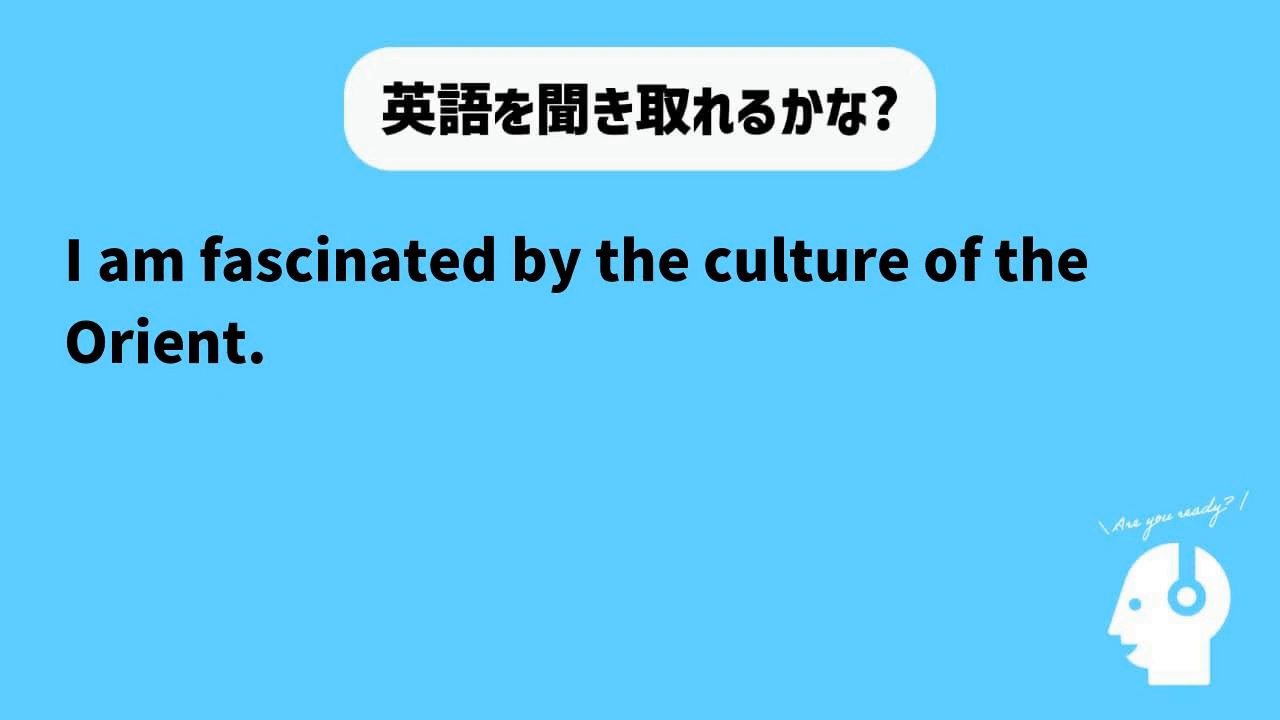 英語を聞き取れるかな?
I am fascinated by the culture of the
Orient.
\ Are you ready? /